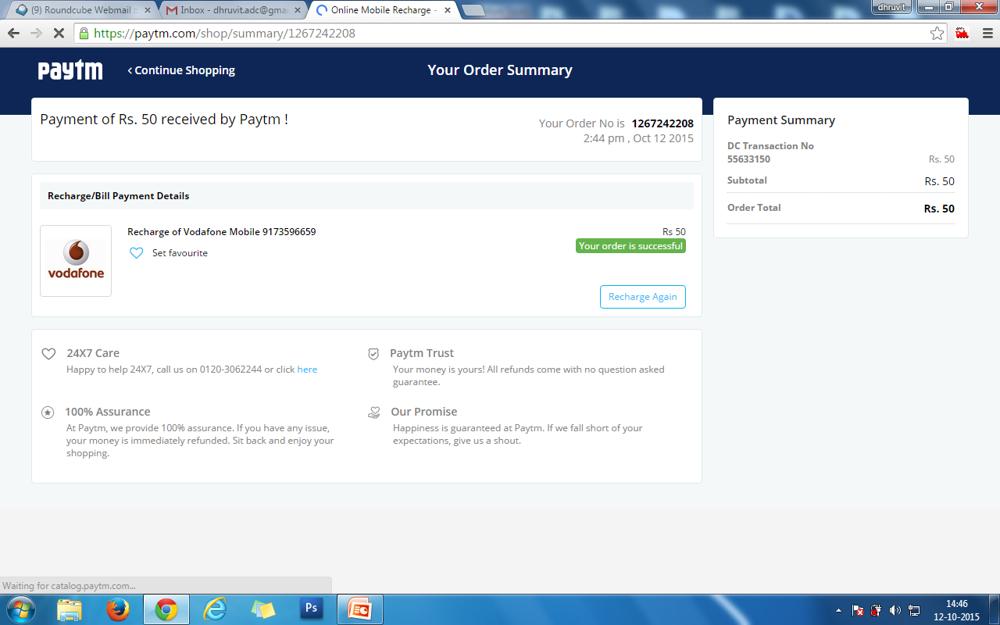 (9) Roundcube Webmail ::
Inbox - dhruvit.adc@gmai
Online Mobile Recharge -
dhruvit
https://paytm.com/shop/summary/1267242208
paytm
‹ Continue Shopping
Your Order Summary
Payment of Rs. 50 received by Paytm !
Your Order No is 1267242208
2:44 pm , Oct 12 2015
Recharge/Bill Payment Details
vodafone
Recharge of Vodafone Mobile 9173596659
Rs 50
Set favourite
Your order is successful
Recharge Again
Payment Summary
DC Transaction No
55633150 Rs. 50
Subtotal Rs. 50
Order Total Rs. 50
24X7 Care
Happy to help 24X7, call us on 0120-3062244 or click here
Paytm Trust
Your money is yours! All refunds come with no question asked
guarantee.
100% Assurance
At Paytm, we provide 100% assurance. If you have any issue,
your money is immediately refunded. Sit back and enjoy your
shopping.
Our Promise
Happiness is guaranteed at Paytm. If we fall short of your
expectations, give us a shout.
Waiting for catalog.paytm.com...
Ps
14:46
12-10-2015